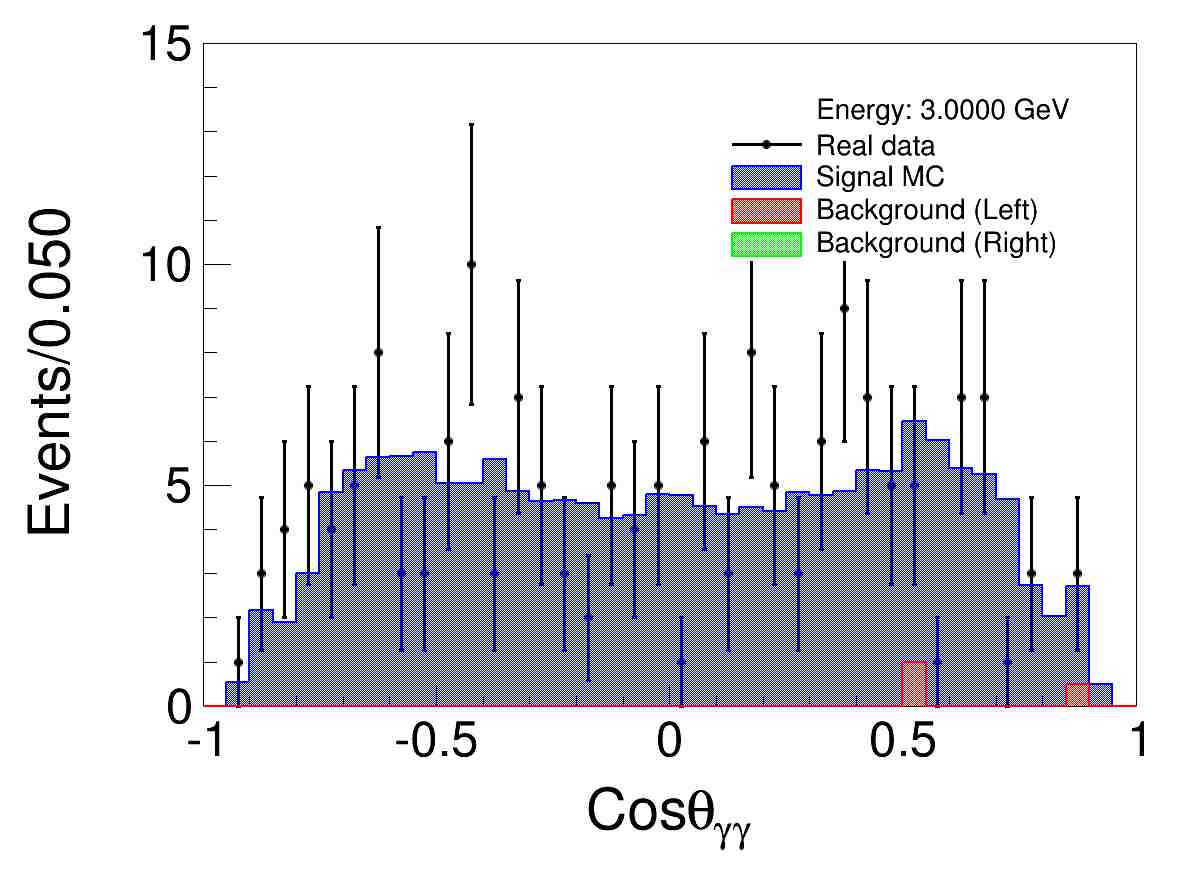 15
10
5
0
Events/0.050
Energy: 3.0000 GeV
Real data
Signal MC
Background (Left)
Background (Right)
-1 -0.5 0 0.5 1
Cosθγγ